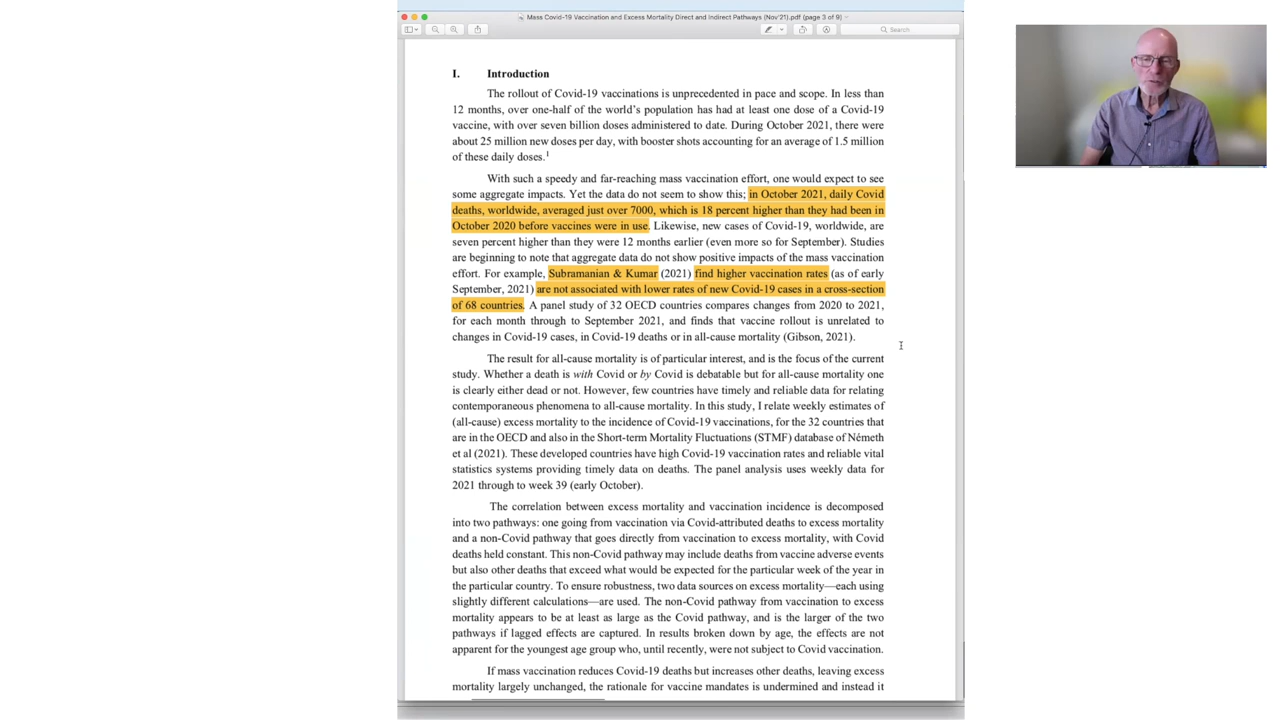 Mass Covid-19 Vaccination and Excess Mortality Direct and Indirect Pathways (Nov'21).pdf (page 3 of 9)
Search
I. Introduction
The rollout of Covid-19 vaccinations is unprecedented in pace and scope. In less than
12 months, over one-half of the world's population has had at least one dose of a Covid-19
vaccine, with over seven billion doses administered to date. During October 2021, there were
about 25 million new doses per day, with booster shots accounting for an average of 1.5 million
of these daily doses.1
With such a speedy and far-reaching mass vaccination effort, one would expect to see
some aggregate impacts. Yet the data do not seem to show this; in October 2021, daily Covid
deaths, worldwide, averaged just over 7000, which is 18 percent higher than they had been in
October 2020 before vaccines were in use. Likewise, new cases of Covid-19, worldwide, are
seven percent higher than they were 12 months earlier (even more so for September). Studies
are beginning to note that aggregate data do not show positive impacts of the mass vaccination
effort. For example, Subramanian & Kumar (2021) find higher vaccination rates (as of early
September, 2021) are not associated with lower rates of new Covid-19 cases in a cross-section
of 68 countries. A panel study of 32 OECD countries compares changes from 2020 to 2021,
for each month through to September 2021, and finds that vaccine rollout is unrelated to
changes in Covid-19 cases, in Covid-19 deaths or in all-cause mortality (Gibson, 2021).
The result for all-cause mortality is of particular interest, and is the focus of the current
study. Whether a death is with Covid or by Covid is debatable but for all-cause mortality one
is clearly either dead or not. However, few countries have timely and reliable data for relating
contemporaneous phenomena to all-cause mortality. In this study, I relate weekly estimates of
(all-cause) excess mortality to the incidence of Covid-19 vaccinations, for the 32 countries that
are in the OECD and also in the Short-term Mortality Fluctuations (STMF) database of Németh
et al (2021). These developed countries have high Covid-19 vaccination rates and reliable vital
statistics systems providing timely data on deaths. The panel analysis uses weekly data for
2021 through to week 39 (early October).
The correlation between excess mortality and vaccination incidence is decomposed
into two pathways: one going from vaccination via Covid-attributed deaths to excess mortality
and a non-Covid pathway that goes directly from vaccination to excess mortality, with Covid
deaths held constant. This non-Covid pathway may include deaths from vaccine adverse events
but also other deaths that exceed what would be expected for the particular week of the year in
the particular country. To ensure robustness, two data sources on excess mortality—each using
slightly different calculations—are used. The non-Covid pathway from vaccination to excess
mortality appears to be at least as large as the Covid pathway, and is the larger of the two
pathways if lagged effects are captured. In results broken down by age, the effects are not
apparent for the youngest age group who, until recently, were not subject to Covid vaccination.
If mass vaccination reduces Covid-19 deaths but increases other deaths, leaving excess
mortality largely unchanged, the rationale for vaccine mandates is undermined and instead it